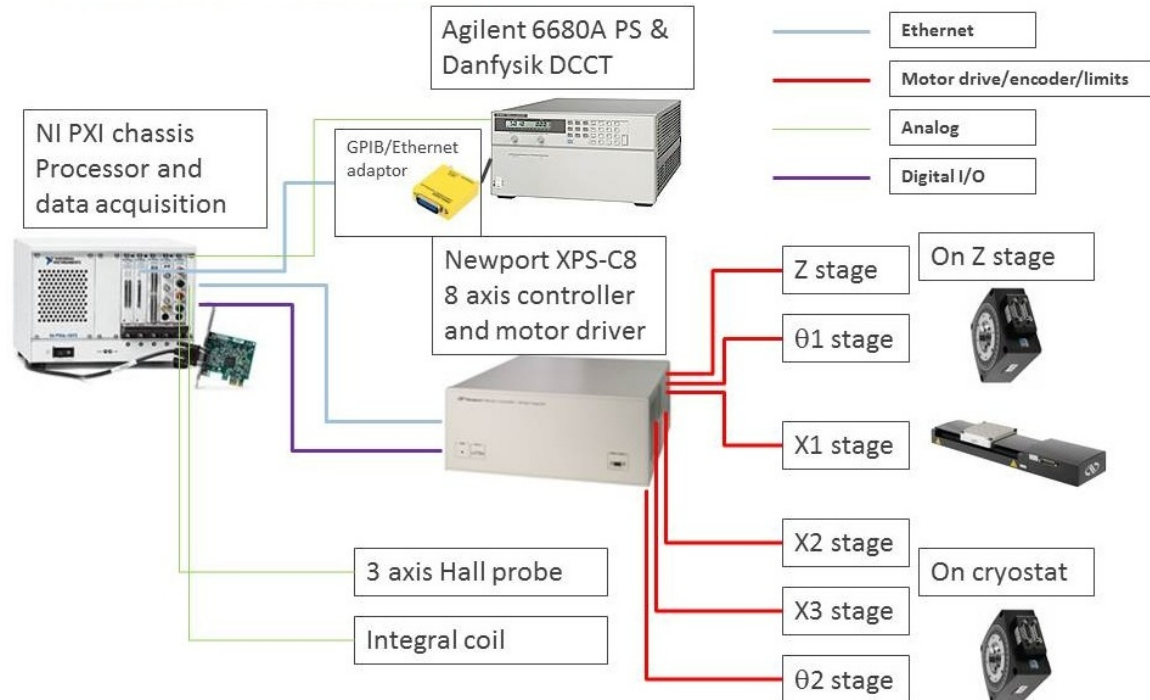 Agilent 6680A PS &
Danfysik DCCT
Ethernet
Motor drive/encoder/limits
Analog
Digital I/O
NI PXI chassis
Processor and
data acquisition
GPIB/Ethernet
adaptor
Newport XPS-C8
8 axis controller
and motor driver
Z stage
On Z stage
θ1 stage
X1 stage
X2 stage
On cryostat
X3 stage
θ2 stage
3 axis Hall probe
Integral coil